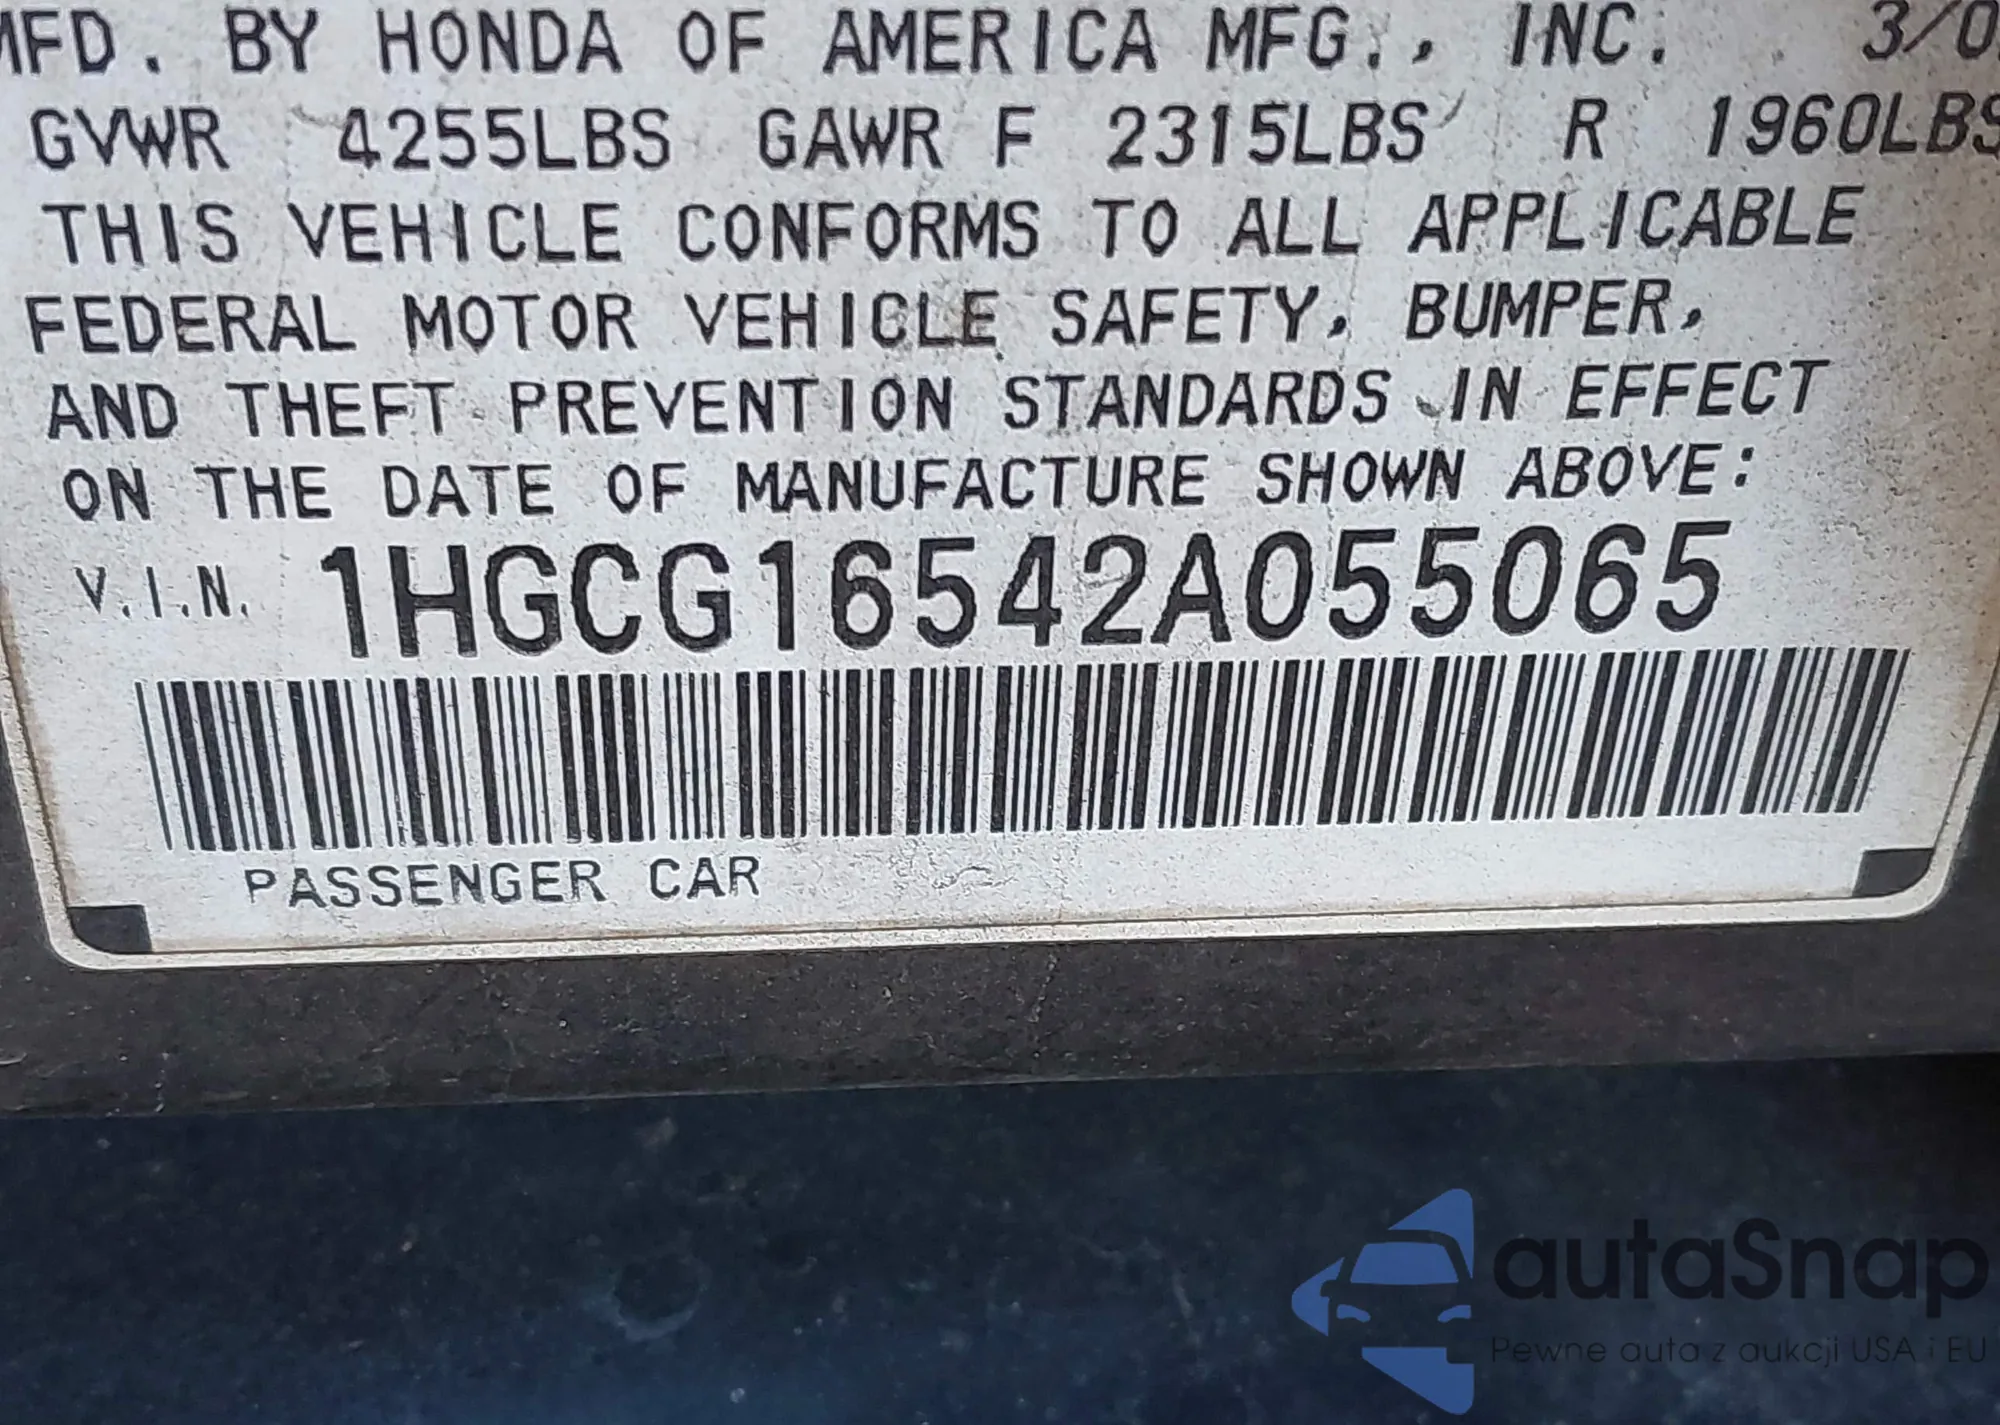 MFD. BY HONDA OF AMERICA MFG., INC. 3/0
GVWR 4255LBS GAWR F 2315LBS R 1960LBS
THIS VEHICLE CONFORMS TO ALL APPLICABLE
FEDERAL MOTOR VEHICLE SAFETY, BUMPER,
AND THEFT PREVENTION STANDARDS IN EFFECT
ON THE DATE OF MANUFACTURE SHOWN ABOVE:
V.I.N. 1HGCG16542A055065
PASSENGER CAR
autaSnap
Pewne auta z aukcji USA i EU